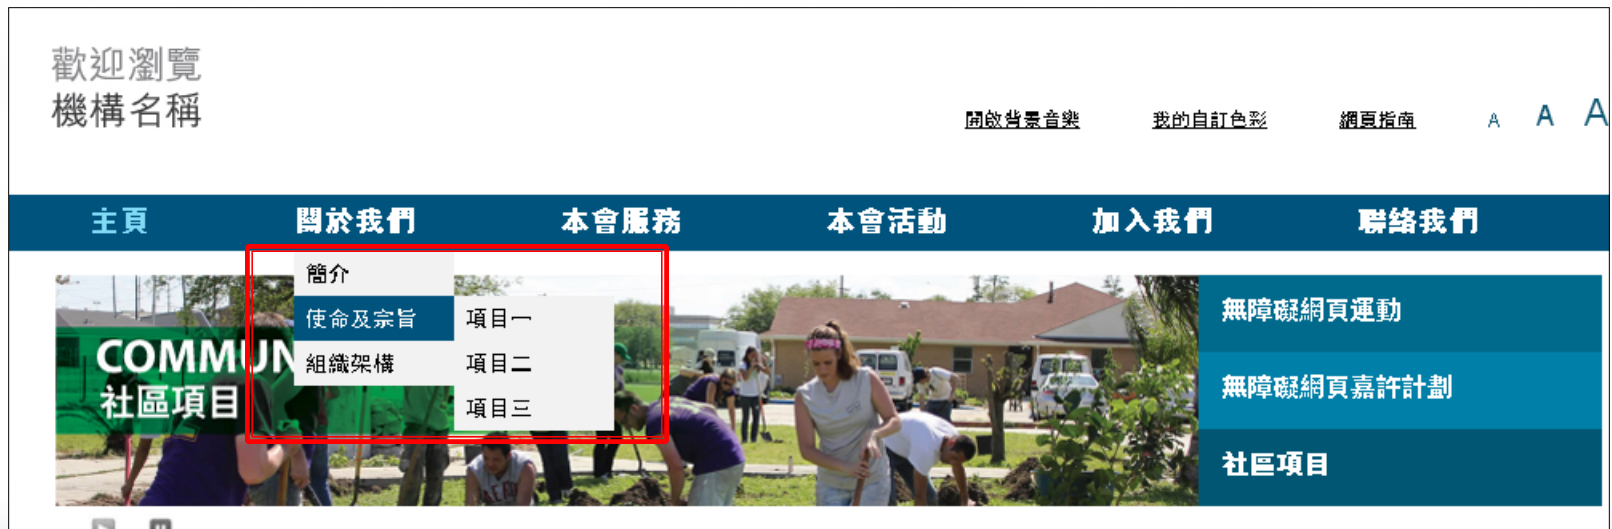 歡迎瀏覽
機構名稱
開啟背景音樂 我的自訂色彩 網頁指南 A A A
主頁 關於我們 本會服務 本會活動 加入我們 聯絡我們
簡介
使命及宗旨 項目一
組織架構 項目二
項目三
COMMUN
社區項目
無障礙網頁運動
無障礙網頁嘉許計劃
社區項目